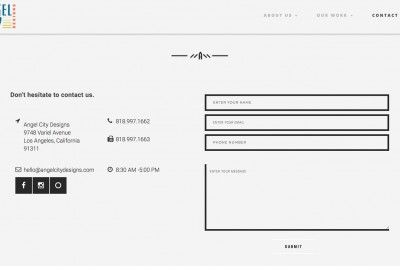 GEL
DESIGNS
ABOUT US
OUR WORK
CONTACT
A
Don't hesitate to contact us.
Angel City Designs
9748 Variel Avenue
Los Angeles, California
91311
818.997.1662
818.997.1663
hello@angelcitydesigns.com
8:30 AM -5:00 PM
ENTER YOUR NAME
ENTER YOUR EMAIL
PHONE NUMBER
ENTER YOUR MESSAGE
SUBMIT